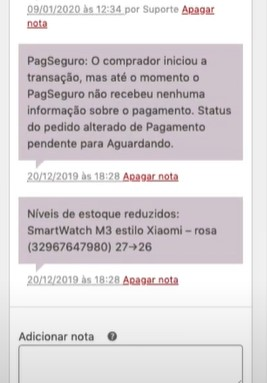 09/01/2020 às 12:34 por Suporte Apagar
nota
PagSeguro: O comprador iniciou a
transação, mas até o momento o
PagSeguro não recebeu nenhuma
informação sobre o pagamento. Status
do pedido alterado de Pagamento
pendente para Aguardando.
20/12/2019 às 18:28 Apagar nota
Níveis de estoque reduzidos:
SmartWatch M3 estilo Xiaomi – rosa
(32967647980) 27→26
20/12/2019 às 18:28 Apagar nota
Adicionar nota ?